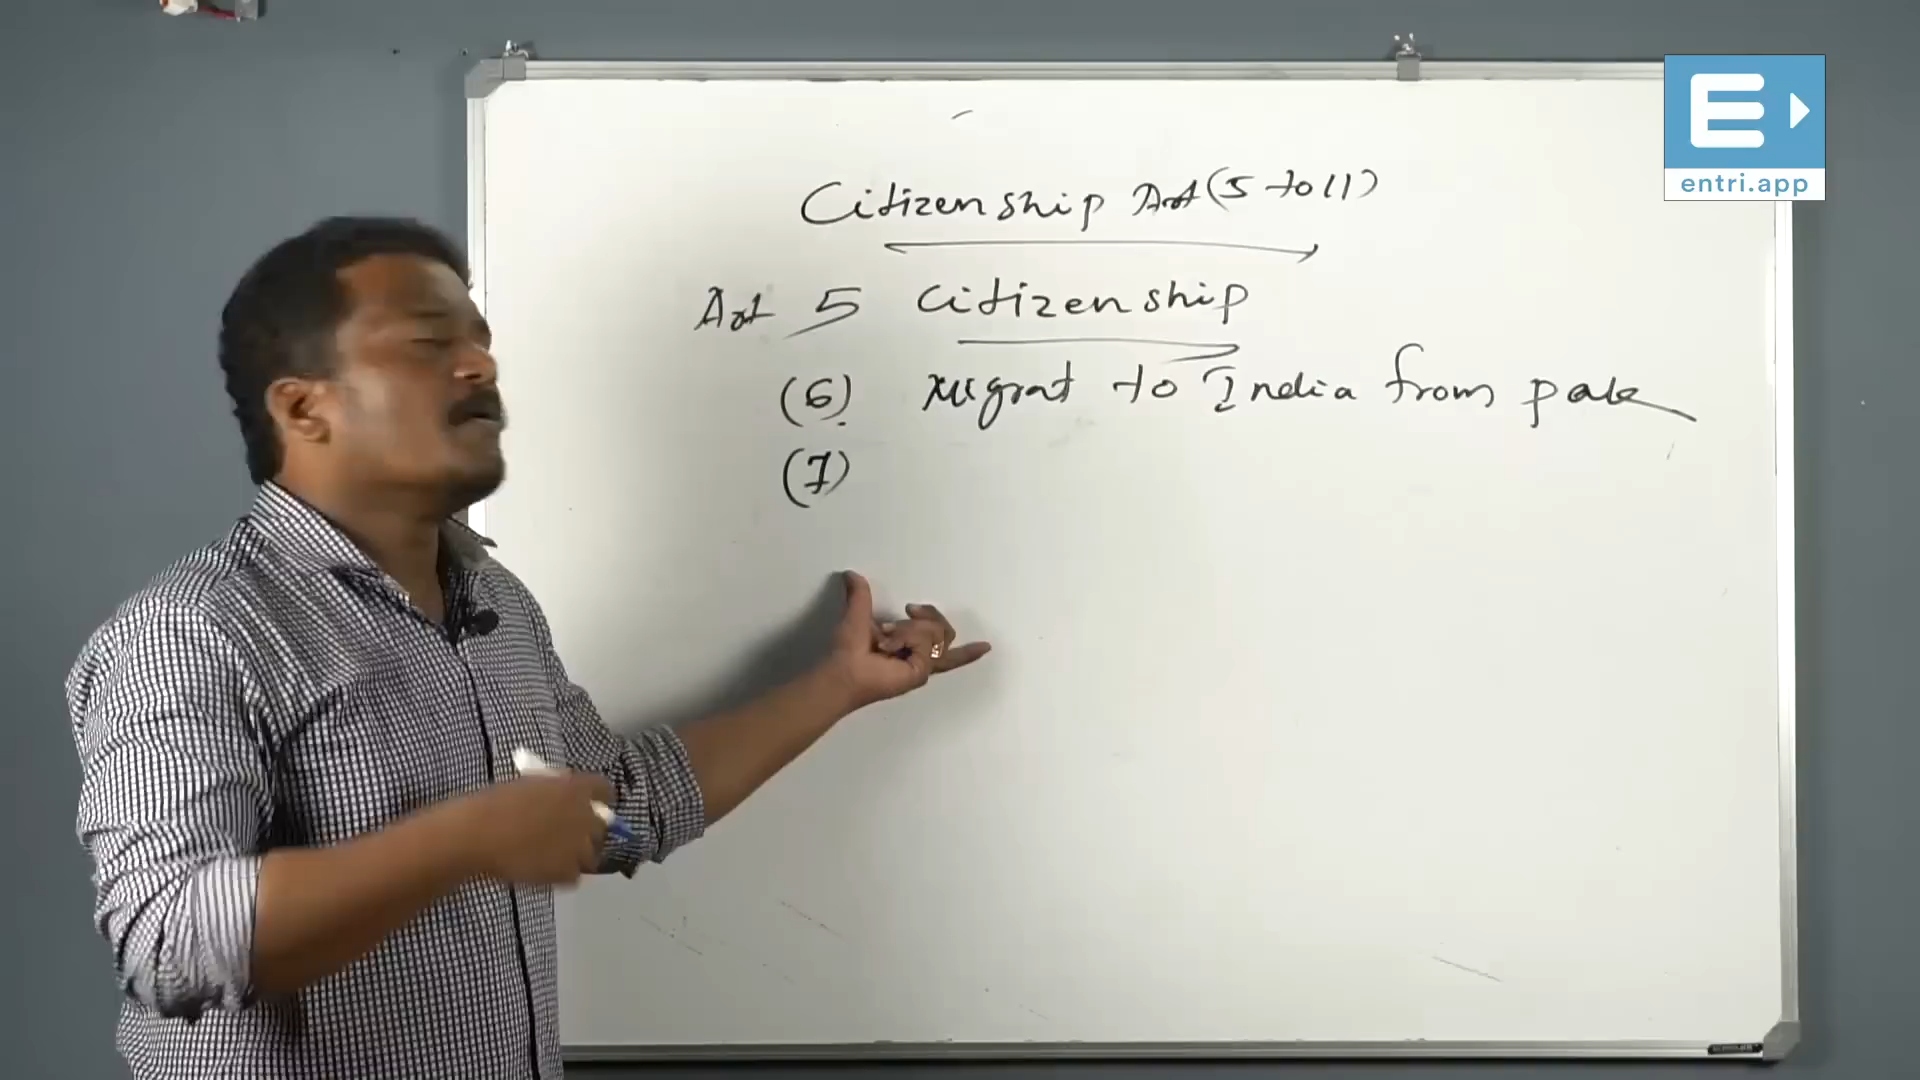 Citizenship Art (5 to 11)
Art 5 Citizenship
(6) Migrat to India from pak
(7)
E
entri.app